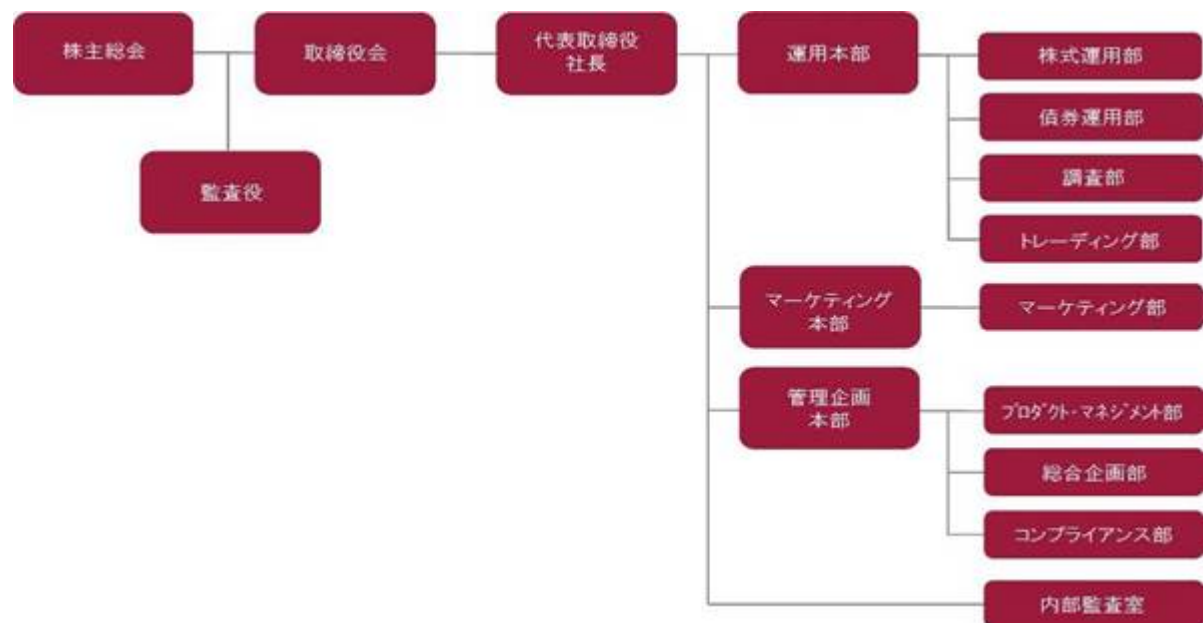 株主総会
取締役会
代表取締役
社長
運用本部
株式運用部
債券運用部
監査役
調査部
トレーディング部
マーケティング
本部
マーケティング部
管理企画
本部
プロダクト・マネジメント部
総合企画部
コンプライアンス部
内部監査室